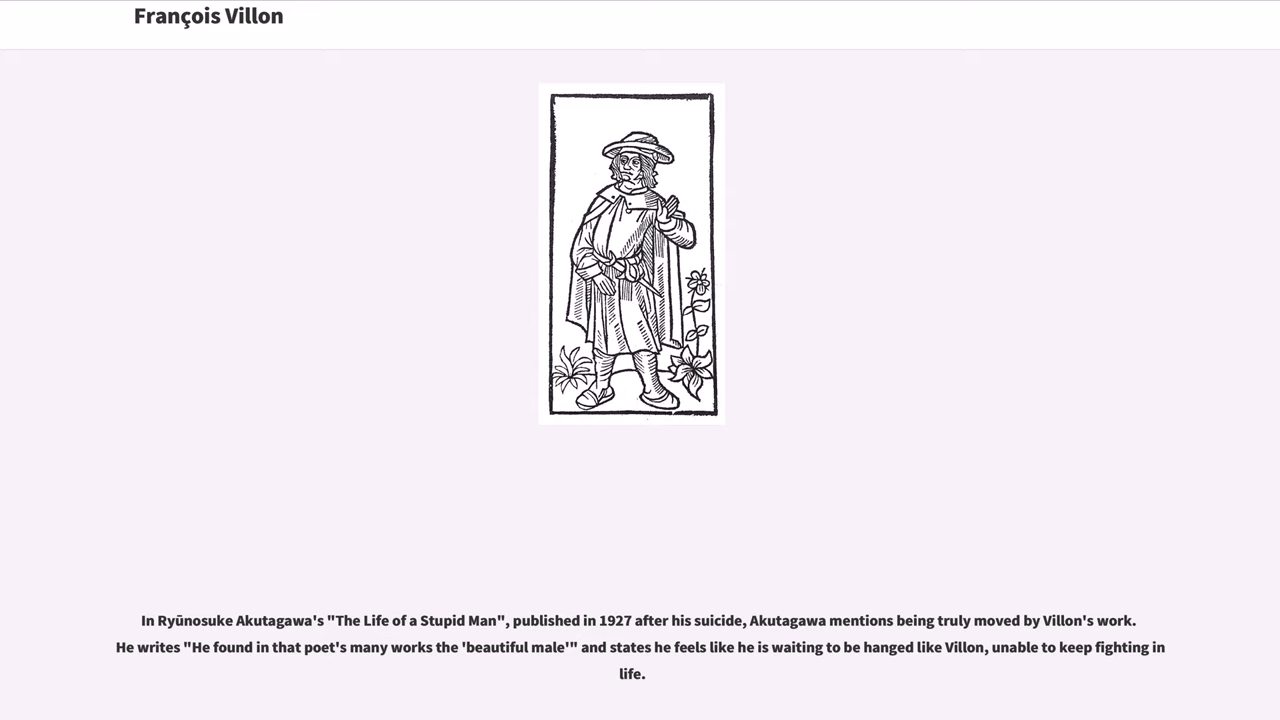 François Villon
In Ryūnosuke Akutagawa's "The Life of a Stupid Man", published in 1927 after his suicide, Akutagawa mentions being truly moved by Villon's work.
He writes "He found in that poet's many works the 'beautiful male'" and states he feels like he is waiting to be hanged like Villon, unable to keep fighting in
life.